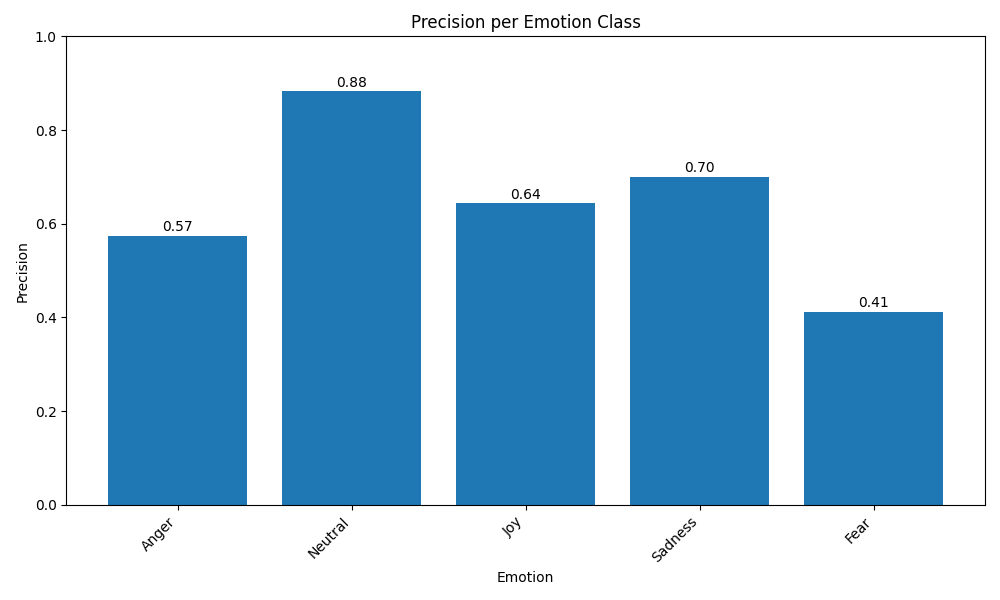 Precision per Emotion Class
1.0
0.8
0.6
0.4
0.2
0.0
Precision
0.57
0.88
0.64
0.70
0.41
Anger
Neutral
Joy
Sadness
Fear
Emotion